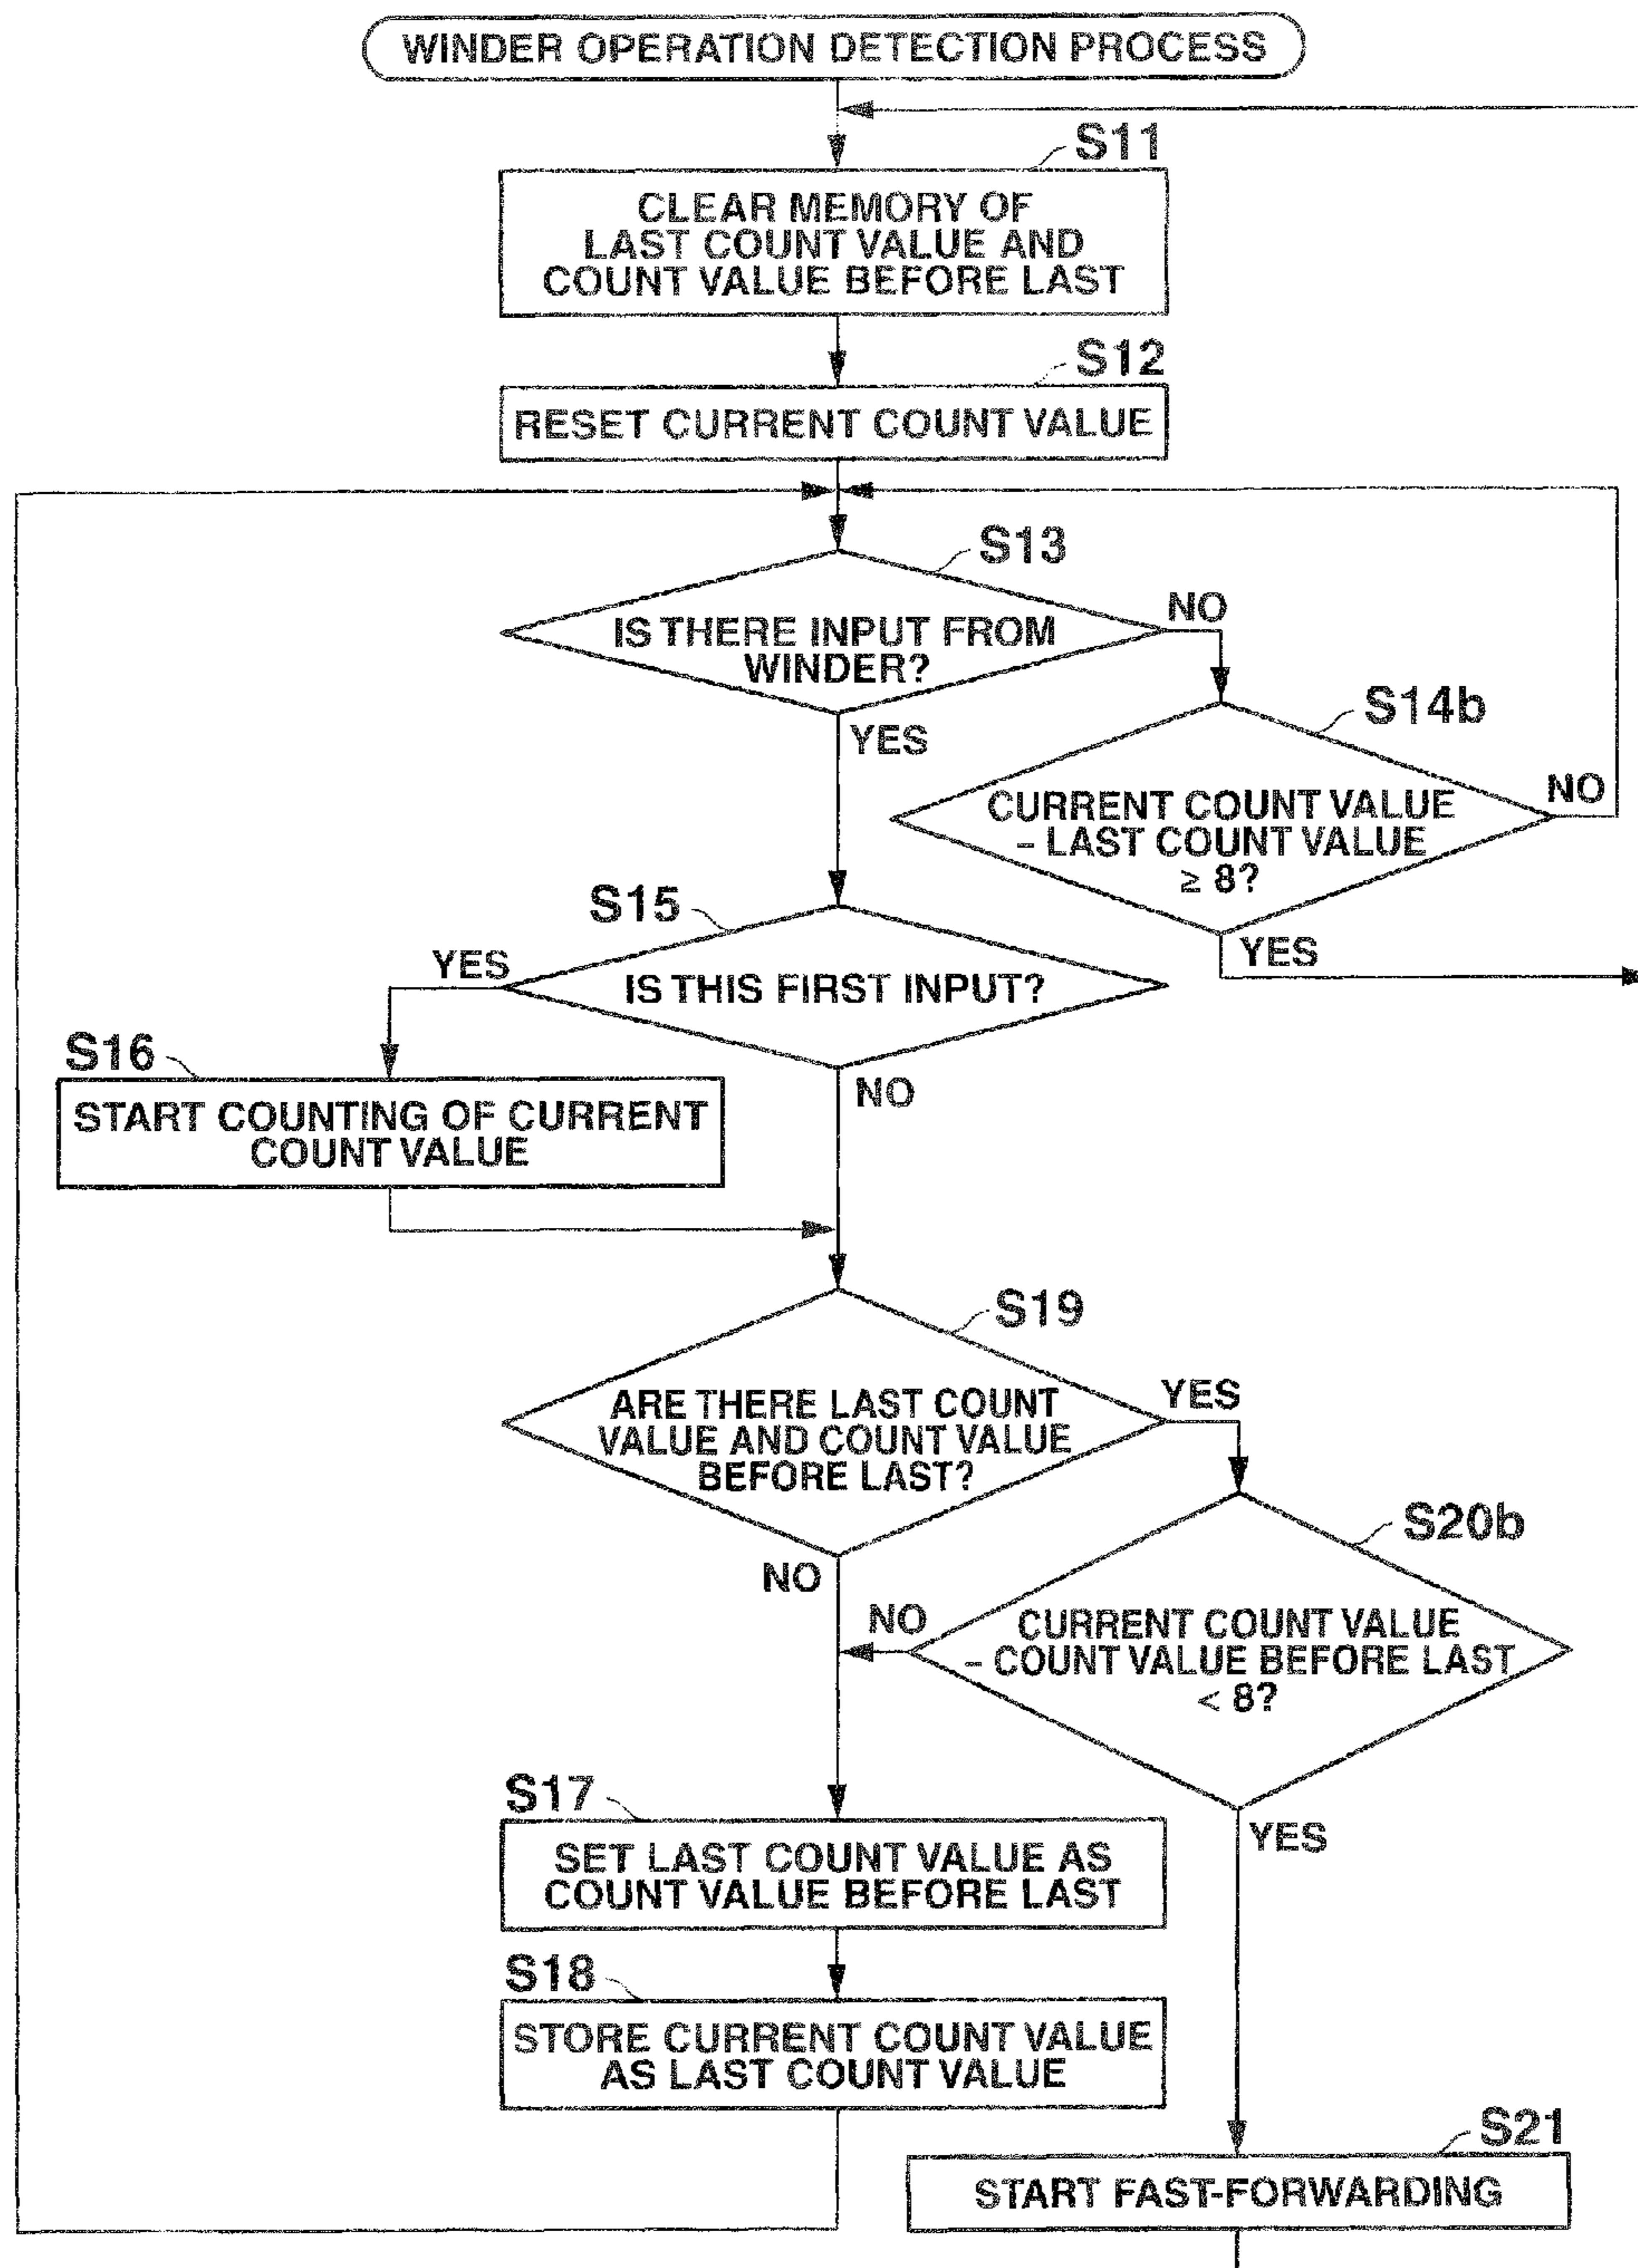 WINDER OPERATION DETECTION PROCESS
S11
CLEAR MEMORY OF
LAST COUNT VALUE AND
COUNT VALUE BEFORE LAST
S12
RESET CURRENT COUNT VALUE
S13
IS THERE INPUT FROM
WINDER?
NO
YES
S14b
CURRENT COUNT VALUE
– LAST COUNT VALUE
≥ 8?
NO
YES
S15
IS THIS FIRST INPUT?
YES
NO
S16
START COUNTING OF CURRENT
COUNT VALUE
S19
ARE THERE LAST COUNT
VALUE AND COUNT VALUE
BEFORE LAST?
YES
NO
S20b
CURRENT COUNT VALUE
– COUNT VALUE BEFORE LAST
< 8?
NO
YES
S17
SET LAST COUNT VALUE AS
COUNT VALUE BEFORE LAST
S18
STORE CURRENT COUNT VALUE
AS LAST COUNT VALUE
S21
START FAST-FORWARDING